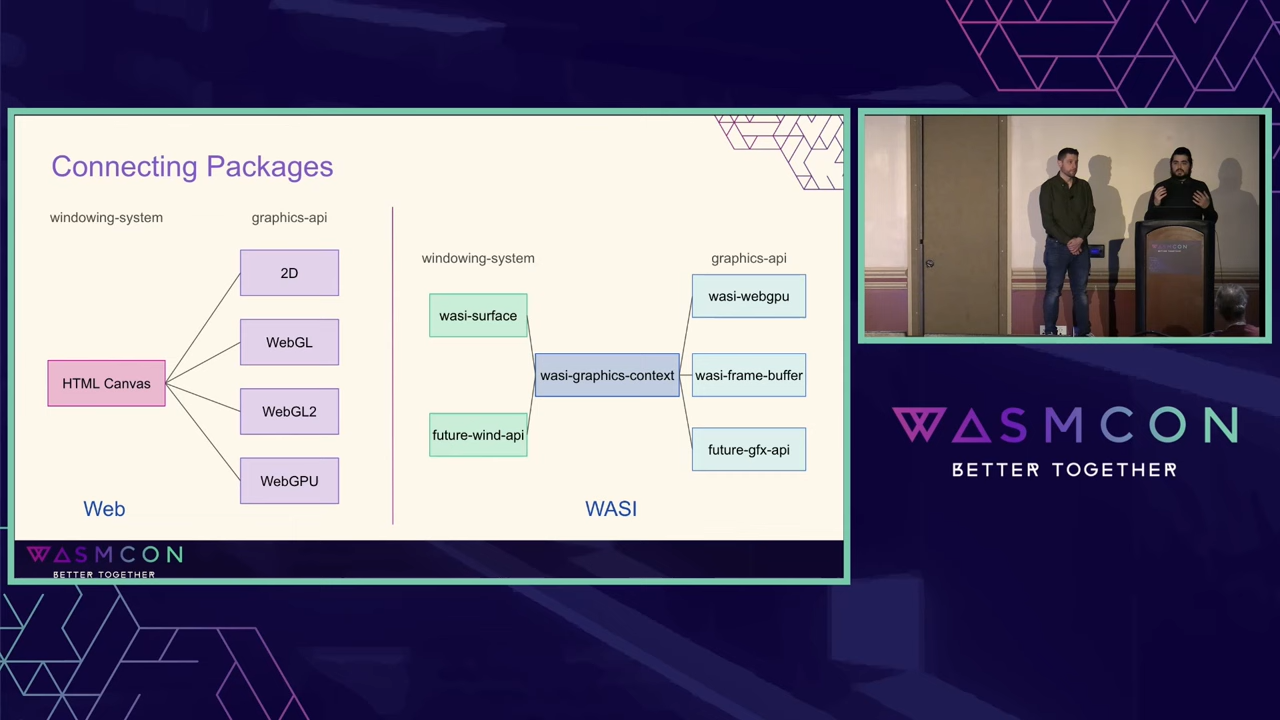 Connecting Packages
windowing-system
graphics-api
2D
WebGL
HTML Canvas
WebGL2
WebGPU
Web
windowing-system
graphics-api
wasi-surface
wasi-webgpu
wasi-graphics-context
wasi-frame-buffer
future-wind-api
future-gfx-api
WASI
WASMCON
BETTER TOGETHER
WASMCON
WASMCON
BETTER TOGETHER